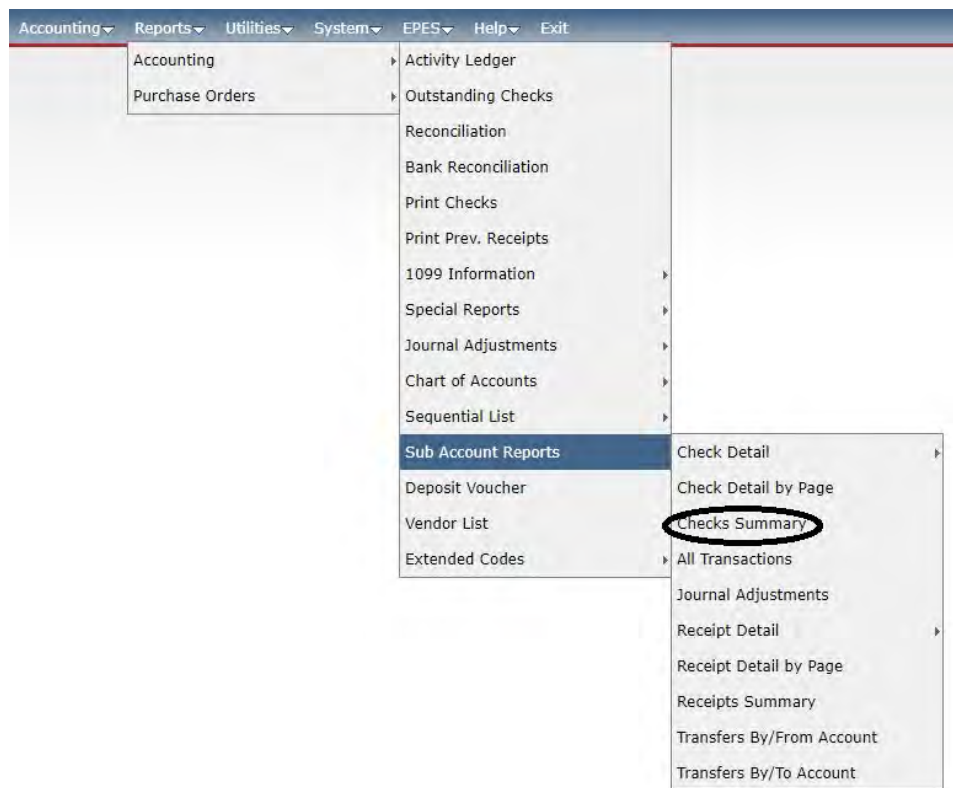 Accounting Reports Utilities System EPES Help Exit
Accounting
Purchase Orders
Activity Ledger
Outstanding Checks
Reconciliation
Bank Reconciliation
Print Checks
Print Prev. Receipts
1099 Information
Special Reports
Journal Adjustments
Chart of Accounts
Sequential List
Sub Account Reports
Deposit Voucher
Vendor List
Extended Codes
Check Detail
Check Detail by Page
Checks Summary
All Transactions
Journal Adjustments
Receipt Detail
Receipt Detail by Page
Receipts Summary
Transfers By/From Account
Transfers By/To Account